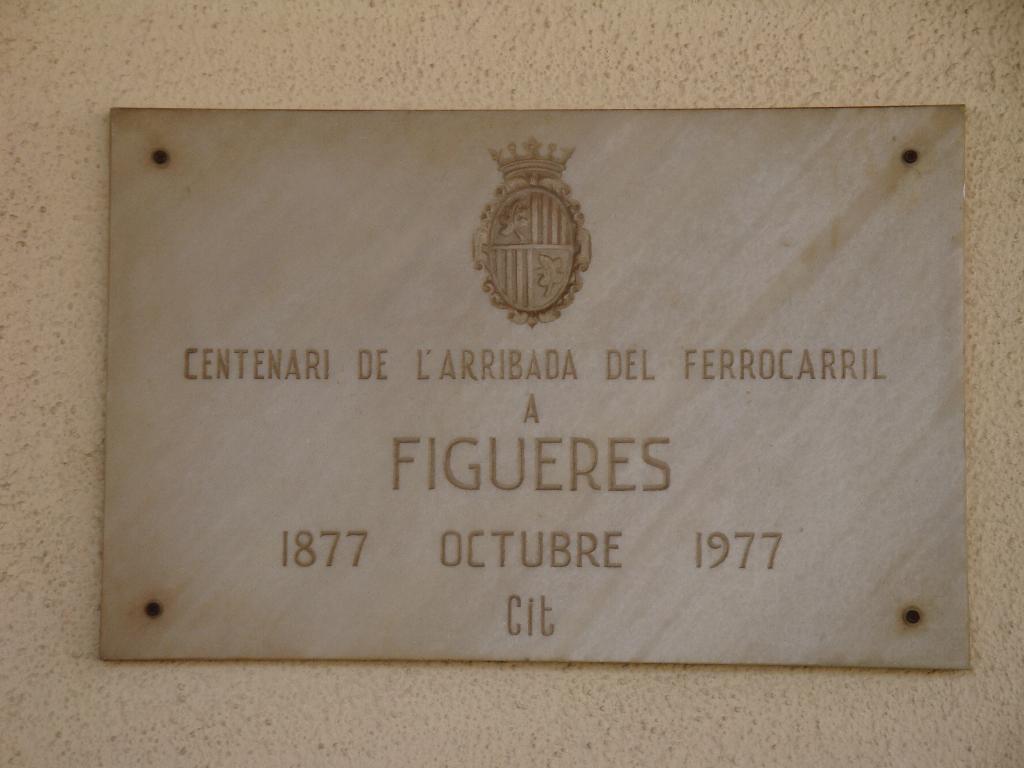 CENTENARI DE L'ARRIBADA DEL FERROCARRIL
A
FIGUERES
1877 OCTUBRE 1977
Cit